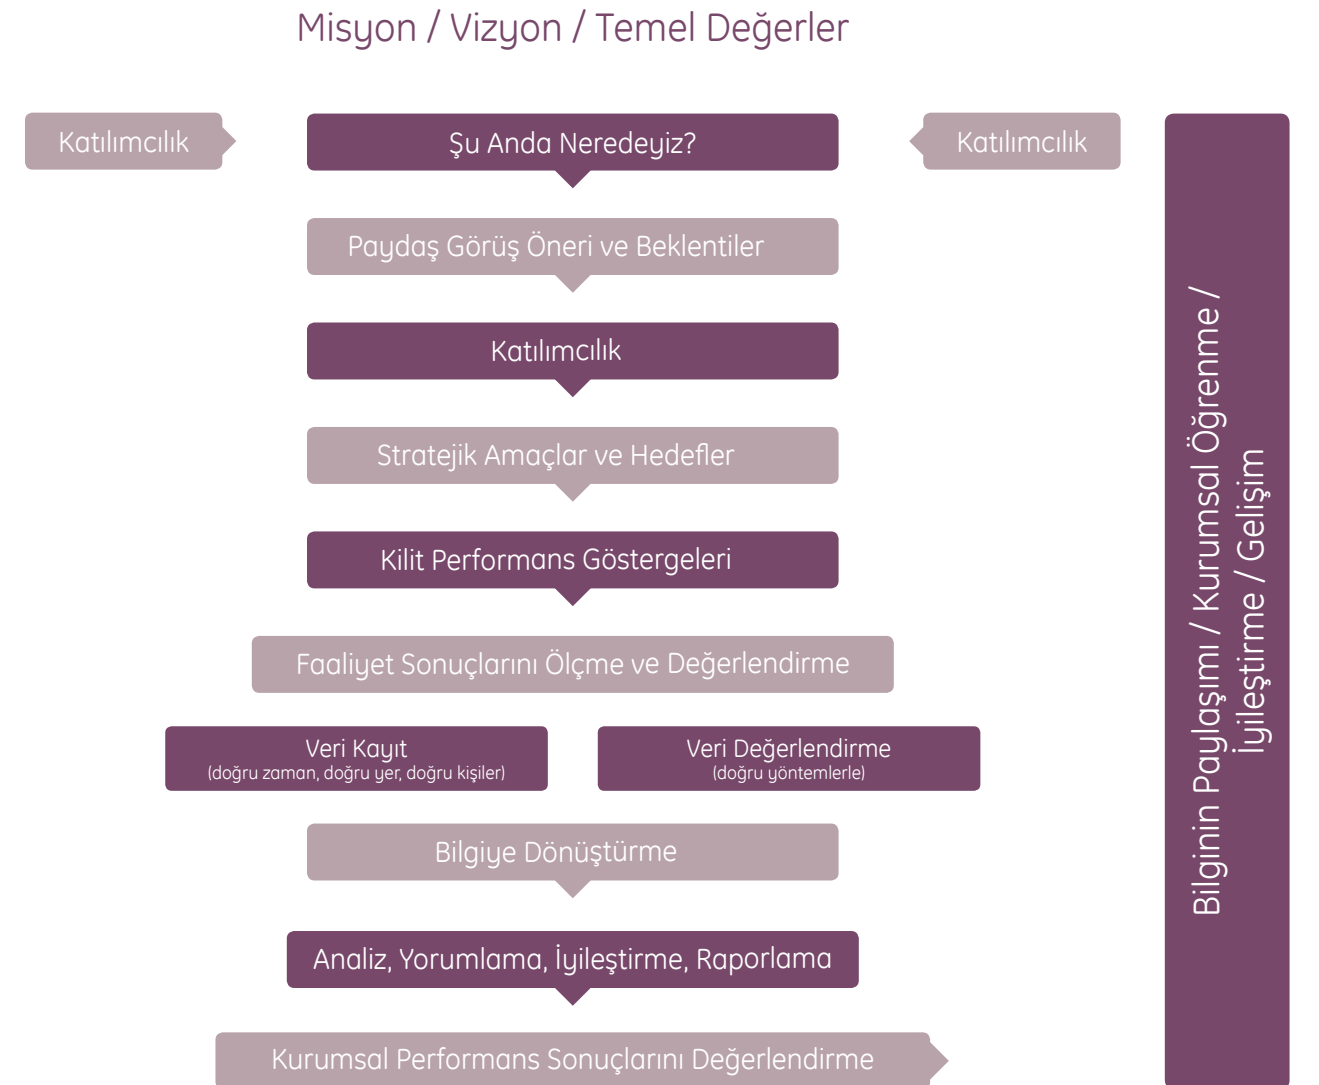 Misyon / Vizyon / Temel Değerler
Katılımcılık
Şu Anda Neredeyiz?
Katılımcılık
Paydaş Görüş Öneri ve Beklentiler
Katılımcılık
Stratejik Amaçlar ve Hedefler
Kilit Performans Göstergeleri
Faaliyet Sonuçlarını Ölçme ve Değerlendirme
Veri Kayıt
(doğru zaman, doğru yer, doğru kişiler)
Veri Değerlendirme
(doğru yöntemlerle)
Bilgiye Dönüştürme
Analiz, Yorumlama, İyileştirme, Raporlama
Kurumsal Performans Sonuçlarını Değerlendirme
Bilginin Paylaşımı / Kurumsal Öğrenme /
İyileştirme / Gelişim